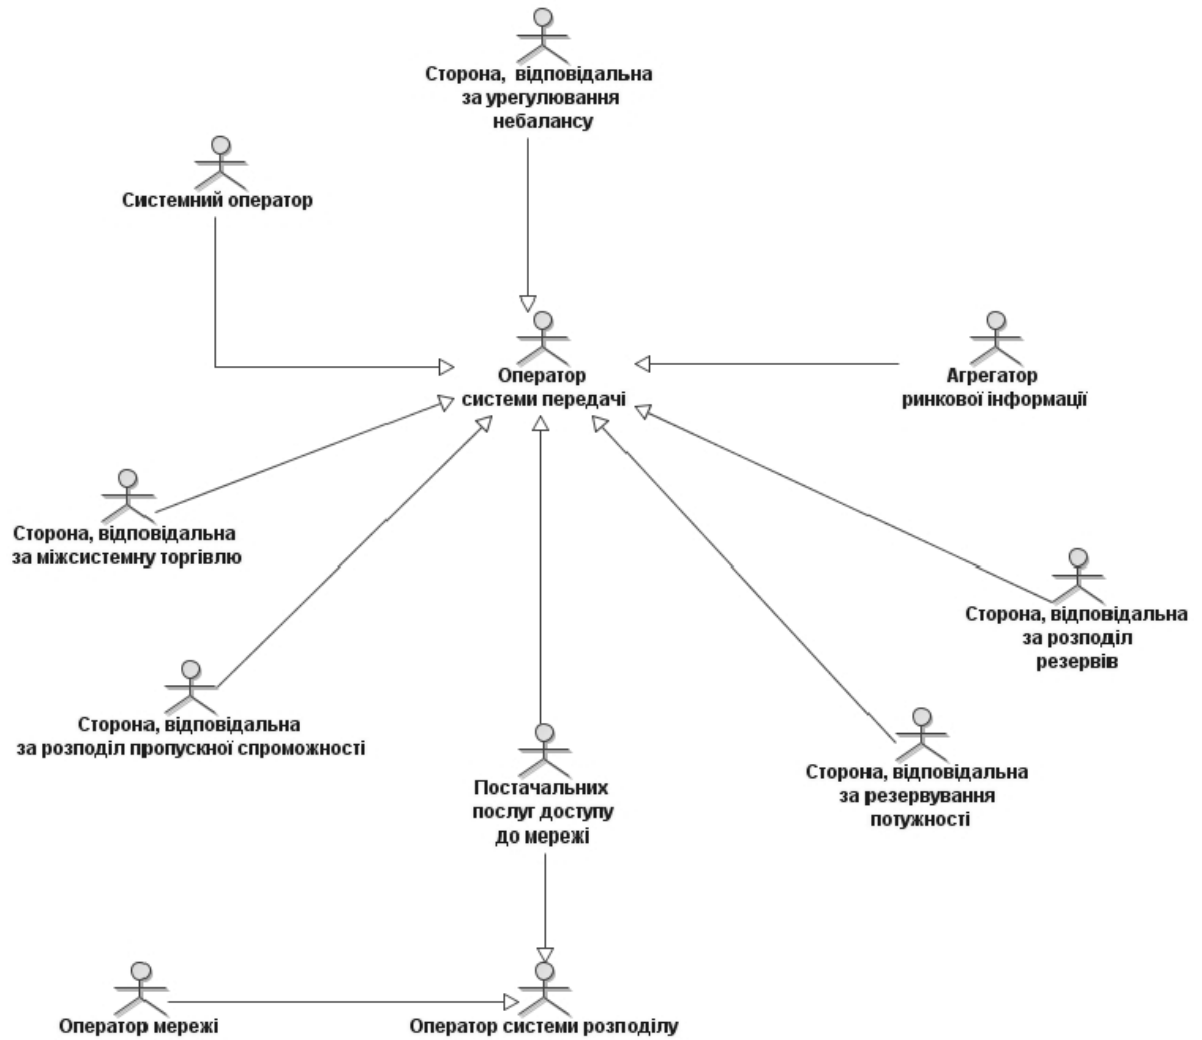 Сторона, відповідальна
за урегулювання
небалансу
Системний оператор
Оператор
системи передачі
Агрегатор
ринкової інформації
Сторона, відповідальна
за міжсистемну торгівлю
Сторона, відповідальна
за розподіл
резервів
Сторона, відповідальна
за розподіл пропускної спроможності
Сторона, відповідальна
за резервування
потужності
Постачальних
послуг доступу
до мережі
Оператор мережі
Оператор системи розподілу